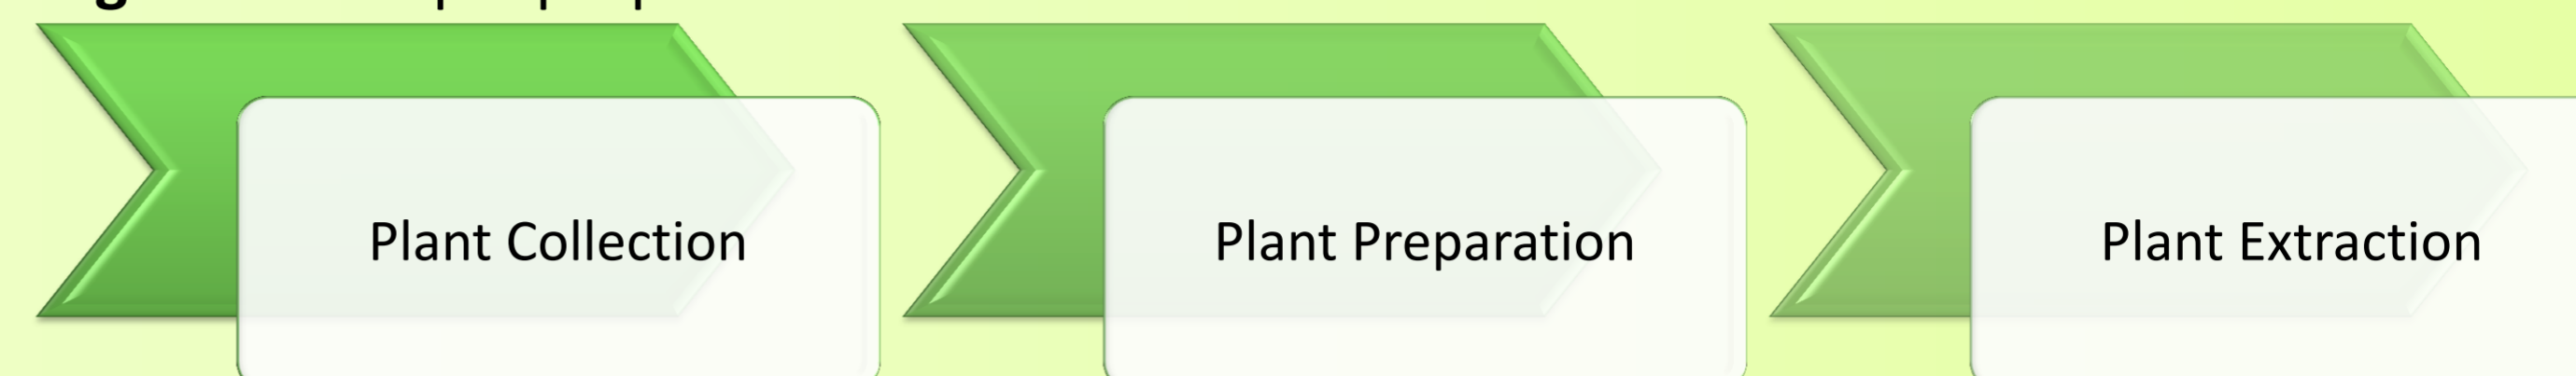 Plant Collection
Plant Preparation
Plant Extraction